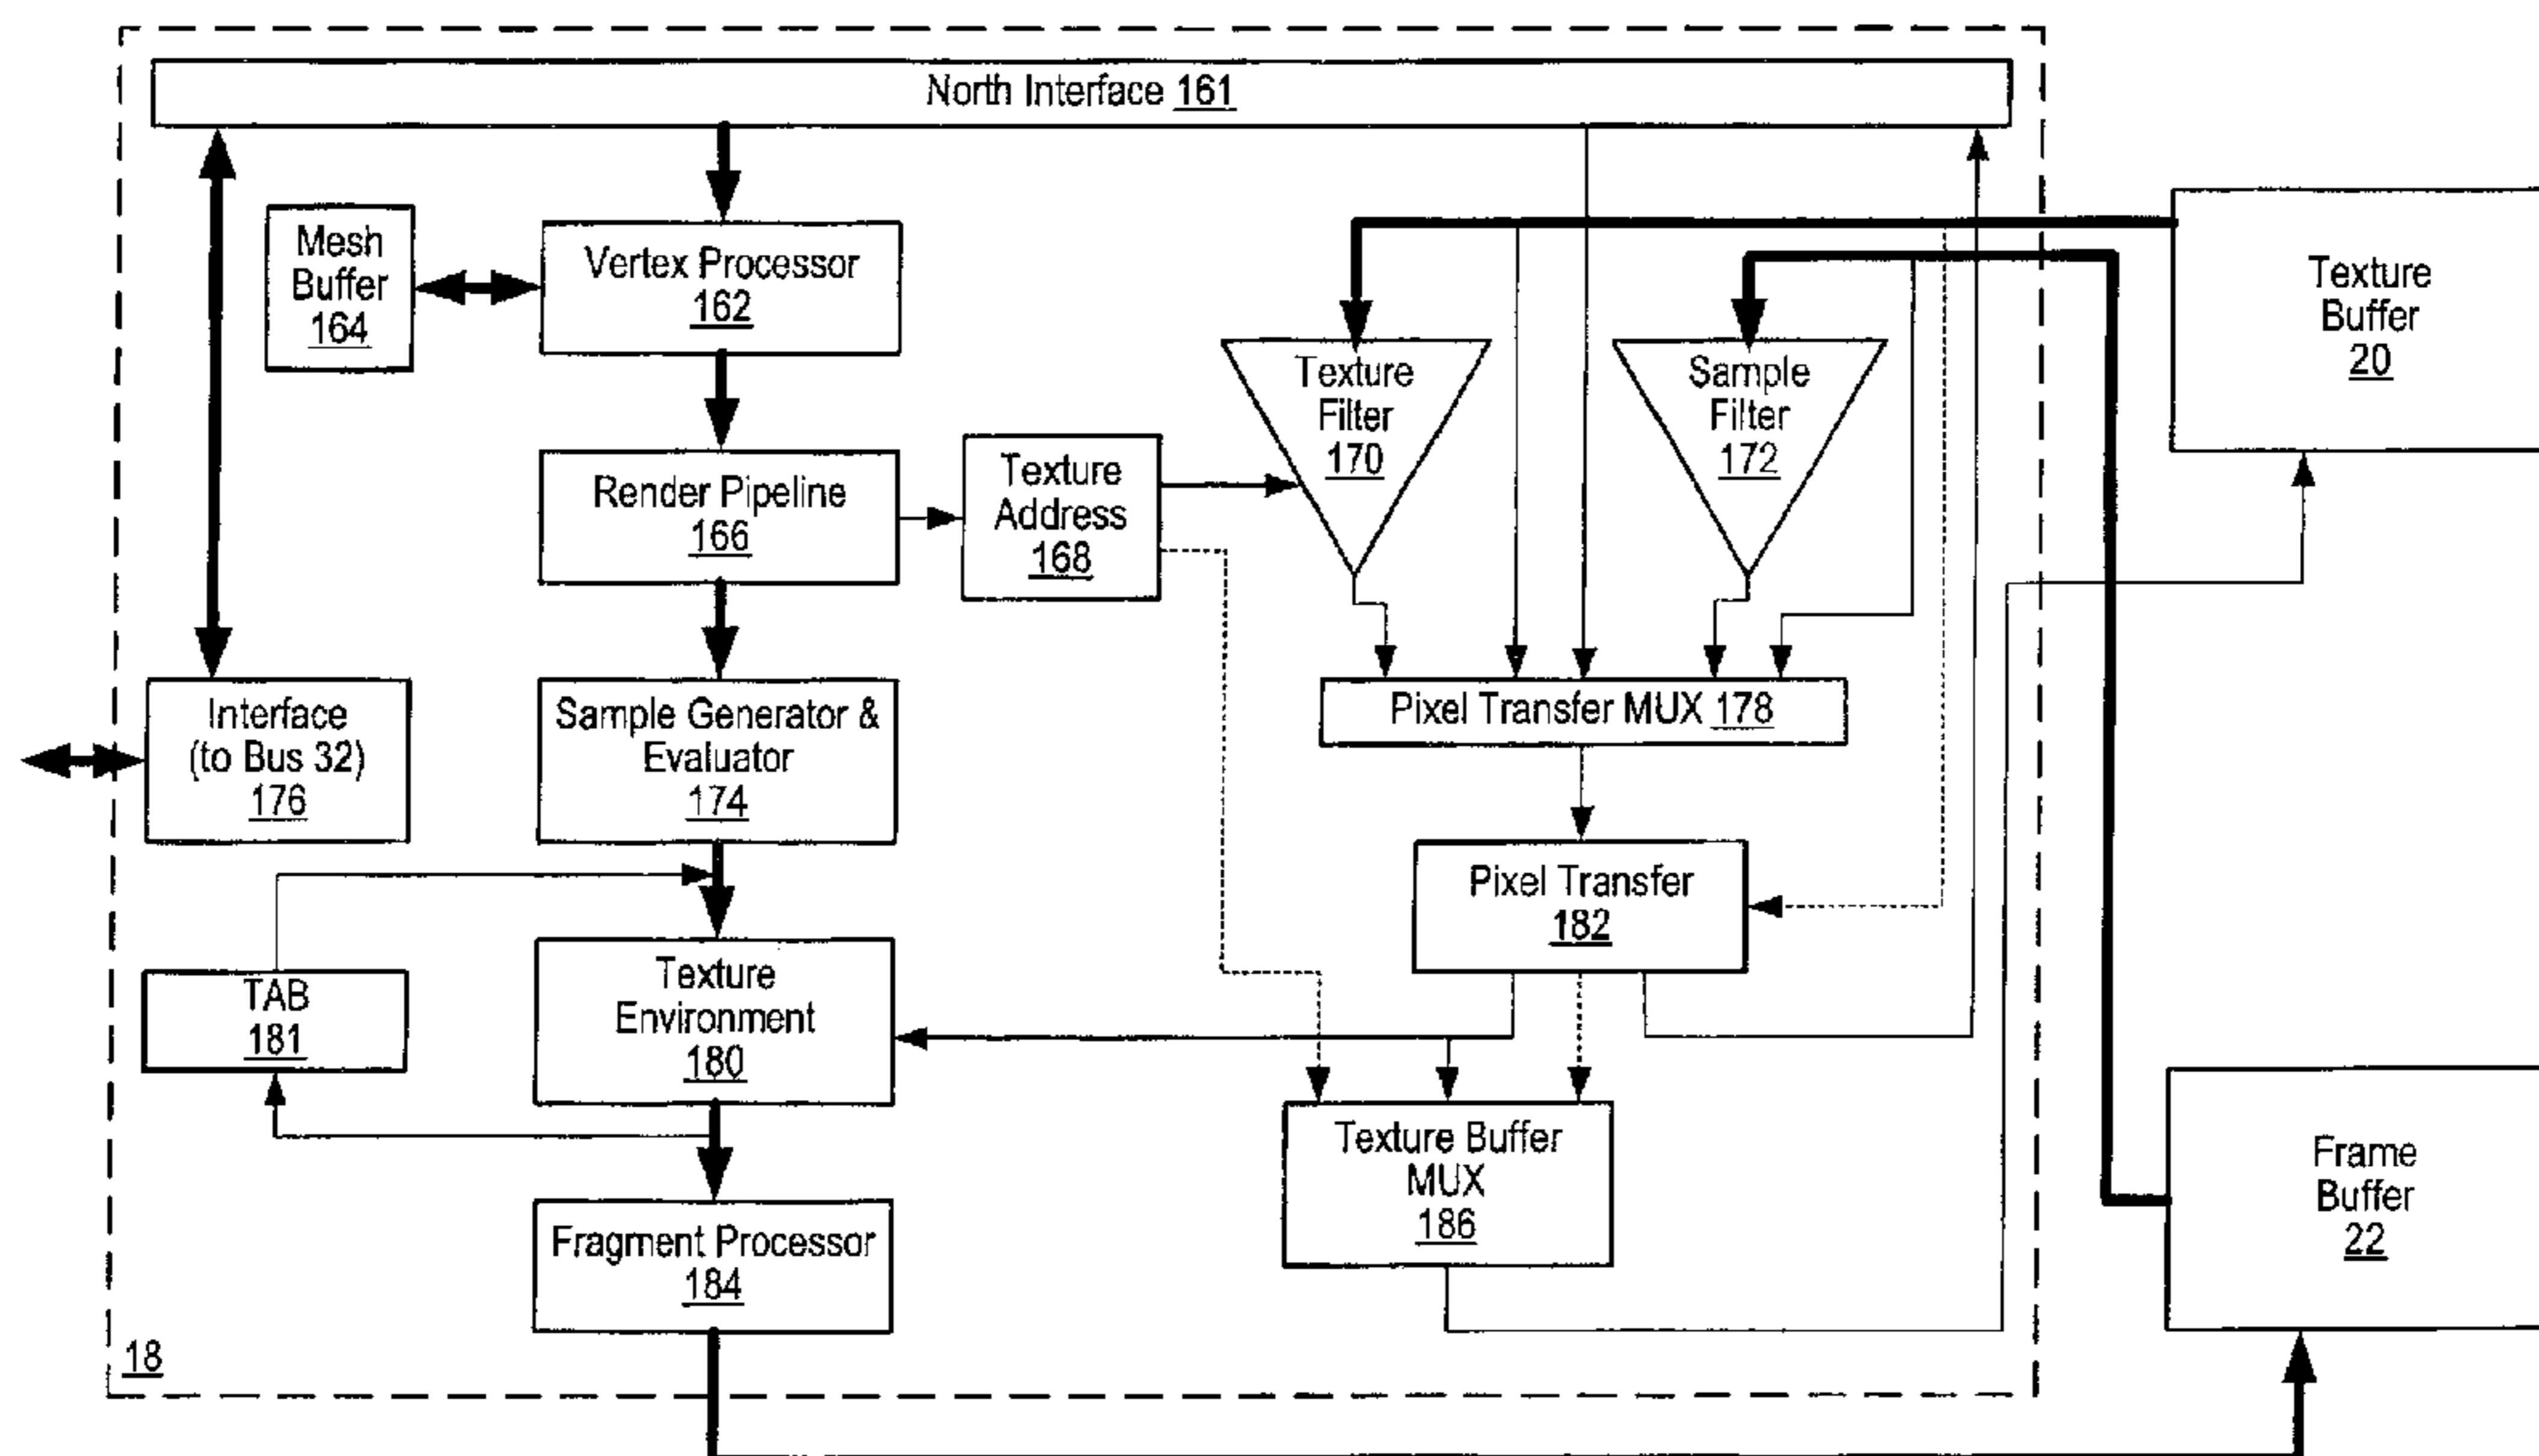 North Interface 161
Mesh
Buffer
164
Vertex Processor
162
Texture
Buffer
20
Texture
Filter
170
Sample
Filter
172
Render Pipeline
166
Texture
Address
168
Interface
(to Bus 32)
176
Sample Generator &
Evaluator
174
Pixel Transfer MUX 178
Pixel Transfer
182
TAB
181
Texture
Environment
180
Texture Buffer
MUX
186
Frame
Buffer
22
Fragment Processor
184
18